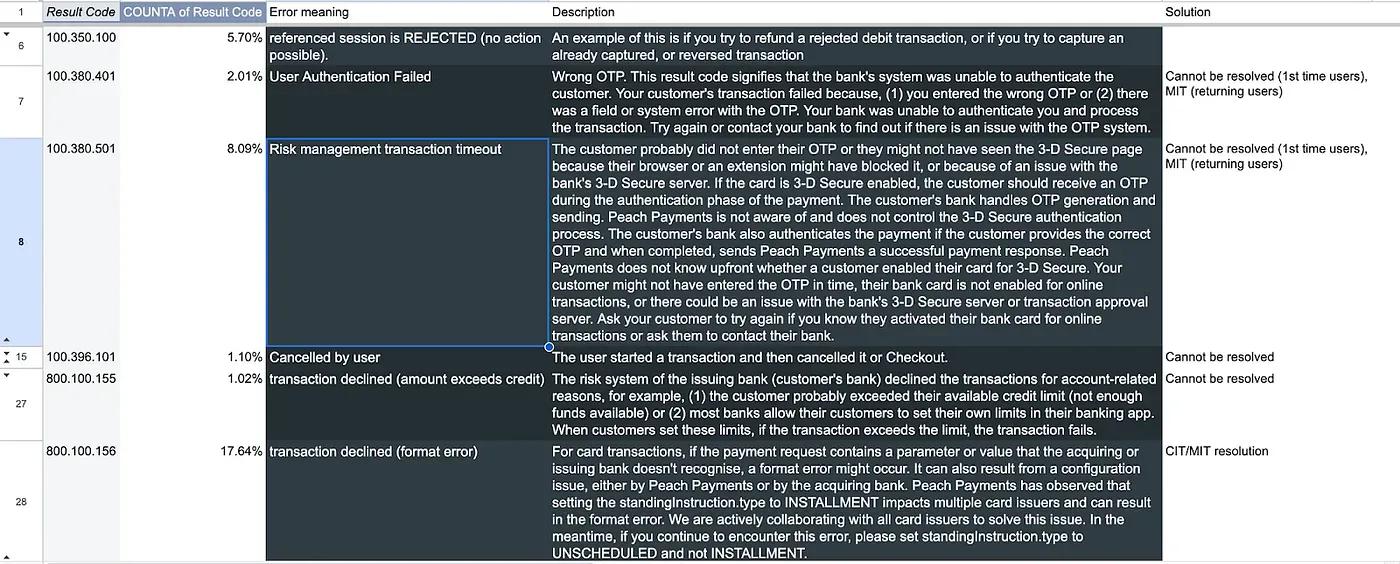 1 Result Code COUNTA of Result Code Error meaning Description Solution
6 100.350.100 5.70% referenced session is REJECTED (no action possible). An example of this is if you try to refund a rejected debit transaction, or if you try to capture an
already captured, or reversed transaction
7 100.380.401 2.01% User Authentication Failed Wrong OTP. This result code signifies that the bank's system was unable to authenticate the
customer. Your customer's transaction failed because, (1) you entered the wrong OTP or (2) there
was a field or system error with the OTP. Your bank was unable to authenticate you and process
the transaction. Try again or contact your bank to find out if there is an issue with the OTP system.
Cannot be resolved (1st time users),
MIT (returning users)
8 100.380.501 8.09% Risk management transaction timeout The customer probably did not enter their OTP or they might not have seen the 3-D Secure page
because their browser or an extension might have blocked it, or because of an issue with the
bank's 3-D Secure server. If the card is 3-D Secure enabled, the customer should receive an OTP
during the authentication phase of the payment. The customer's bank handles OTP generation and
sending. Peach Payments is not aware of and does not control the 3-D Secure authentication
process. The customer's bank also authenticates the payment if the customer provides the correct
OTP and when completed, sends Peach Payments a successful payment response. Peach
Payments does not know upfront whether a customer enabled their card for 3-D Secure. Your
customer might not have entered the OTP in time, their bank card is not enabled for online
transactions, or there could be an issue with the bank's 3-D Secure server or transaction approval
server. Ask your customer to try again if you know they activated their bank card for online
transactions or ask them to contact their bank.
Cannot be resolved (1st time users),
MIT (returning users)
15 100.396.101 1.10% Cancelled by user The user started a transaction and then cancelled it or Checkout. Cannot be resolved
27 800.100.155 1.02% transaction declined (amount exceeds credit) The risk system of the issuing bank (customer's bank) declined the transactions for account-related
reasons, for example, (1) the customer probably exceeded their available credit limit (not enough
funds available) or (2) most banks allow their customers to set their own limits in their banking app.
When customers set these limits, if the transaction exceeds the limit, the transaction fails.
Cannot be resolved
28 800.100.156 17.64% transaction declined (format error) For card transactions, if the payment request contains a parameter or value that the acquiring or
issuing bank doesn't recognise, a format error might occur. It can also result from a configuration
issue, either by Peach Payments or by the acquiring bank. Peach Payments has observed that
setting the standingInstruction.type to INSTALLMENT impacts multiple card issuers and can result
in the format error. We are actively collaborating with all card issuers to solve this issue. In the
meantime, if you continue to encounter this error, please set standingInstruction.type to
UNSCHEDULED and not INSTALLMENT.
CIT/MIT resolution